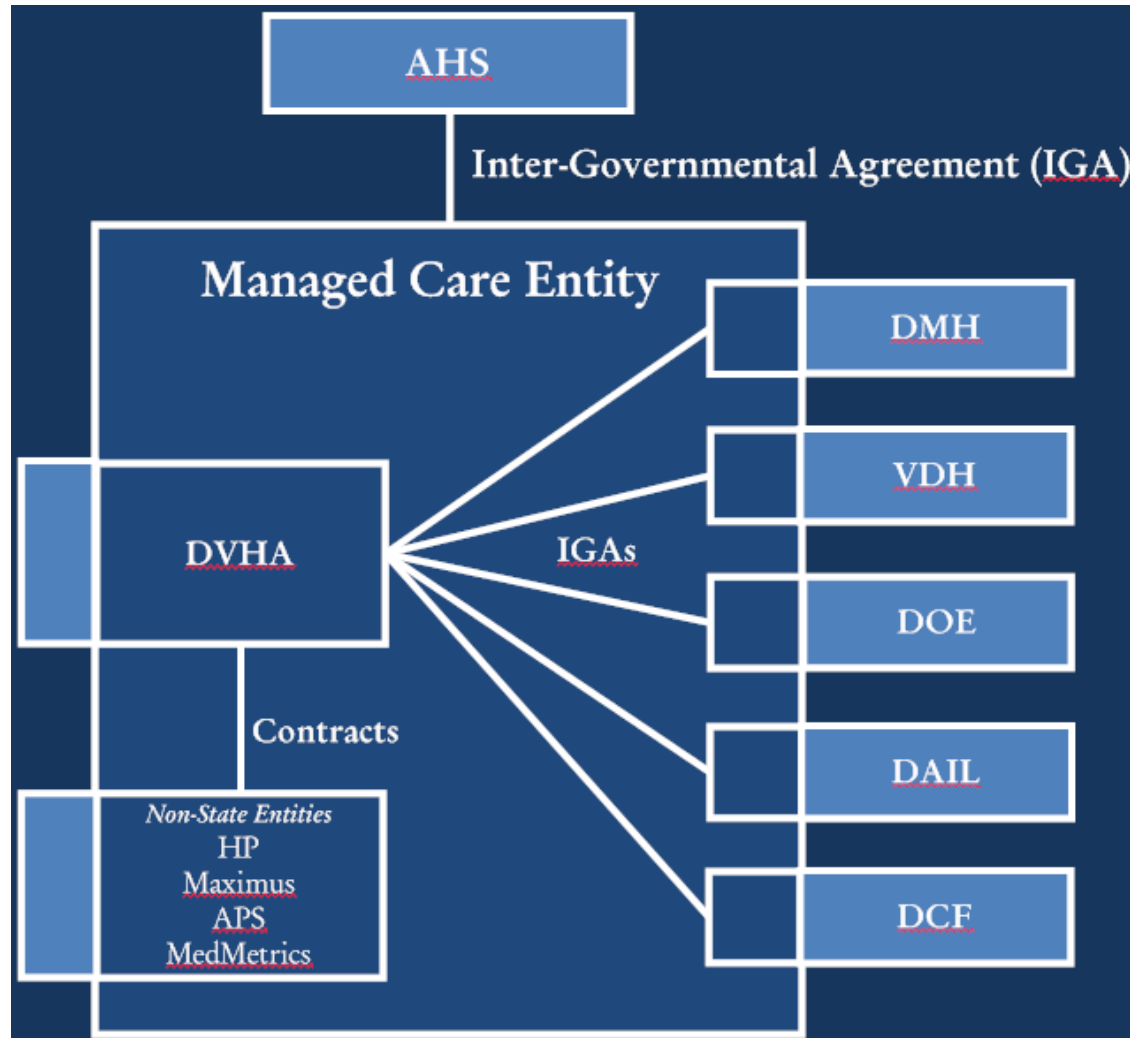 AHS
Inter-Governmental Agreement (IGA)
Managed Care Entity
DMH
VDH
DVHA
IGAs
DOE
Contracts
DAIL
Non-State Entities
HP
Maximus
APS
MedMetrics
DCF